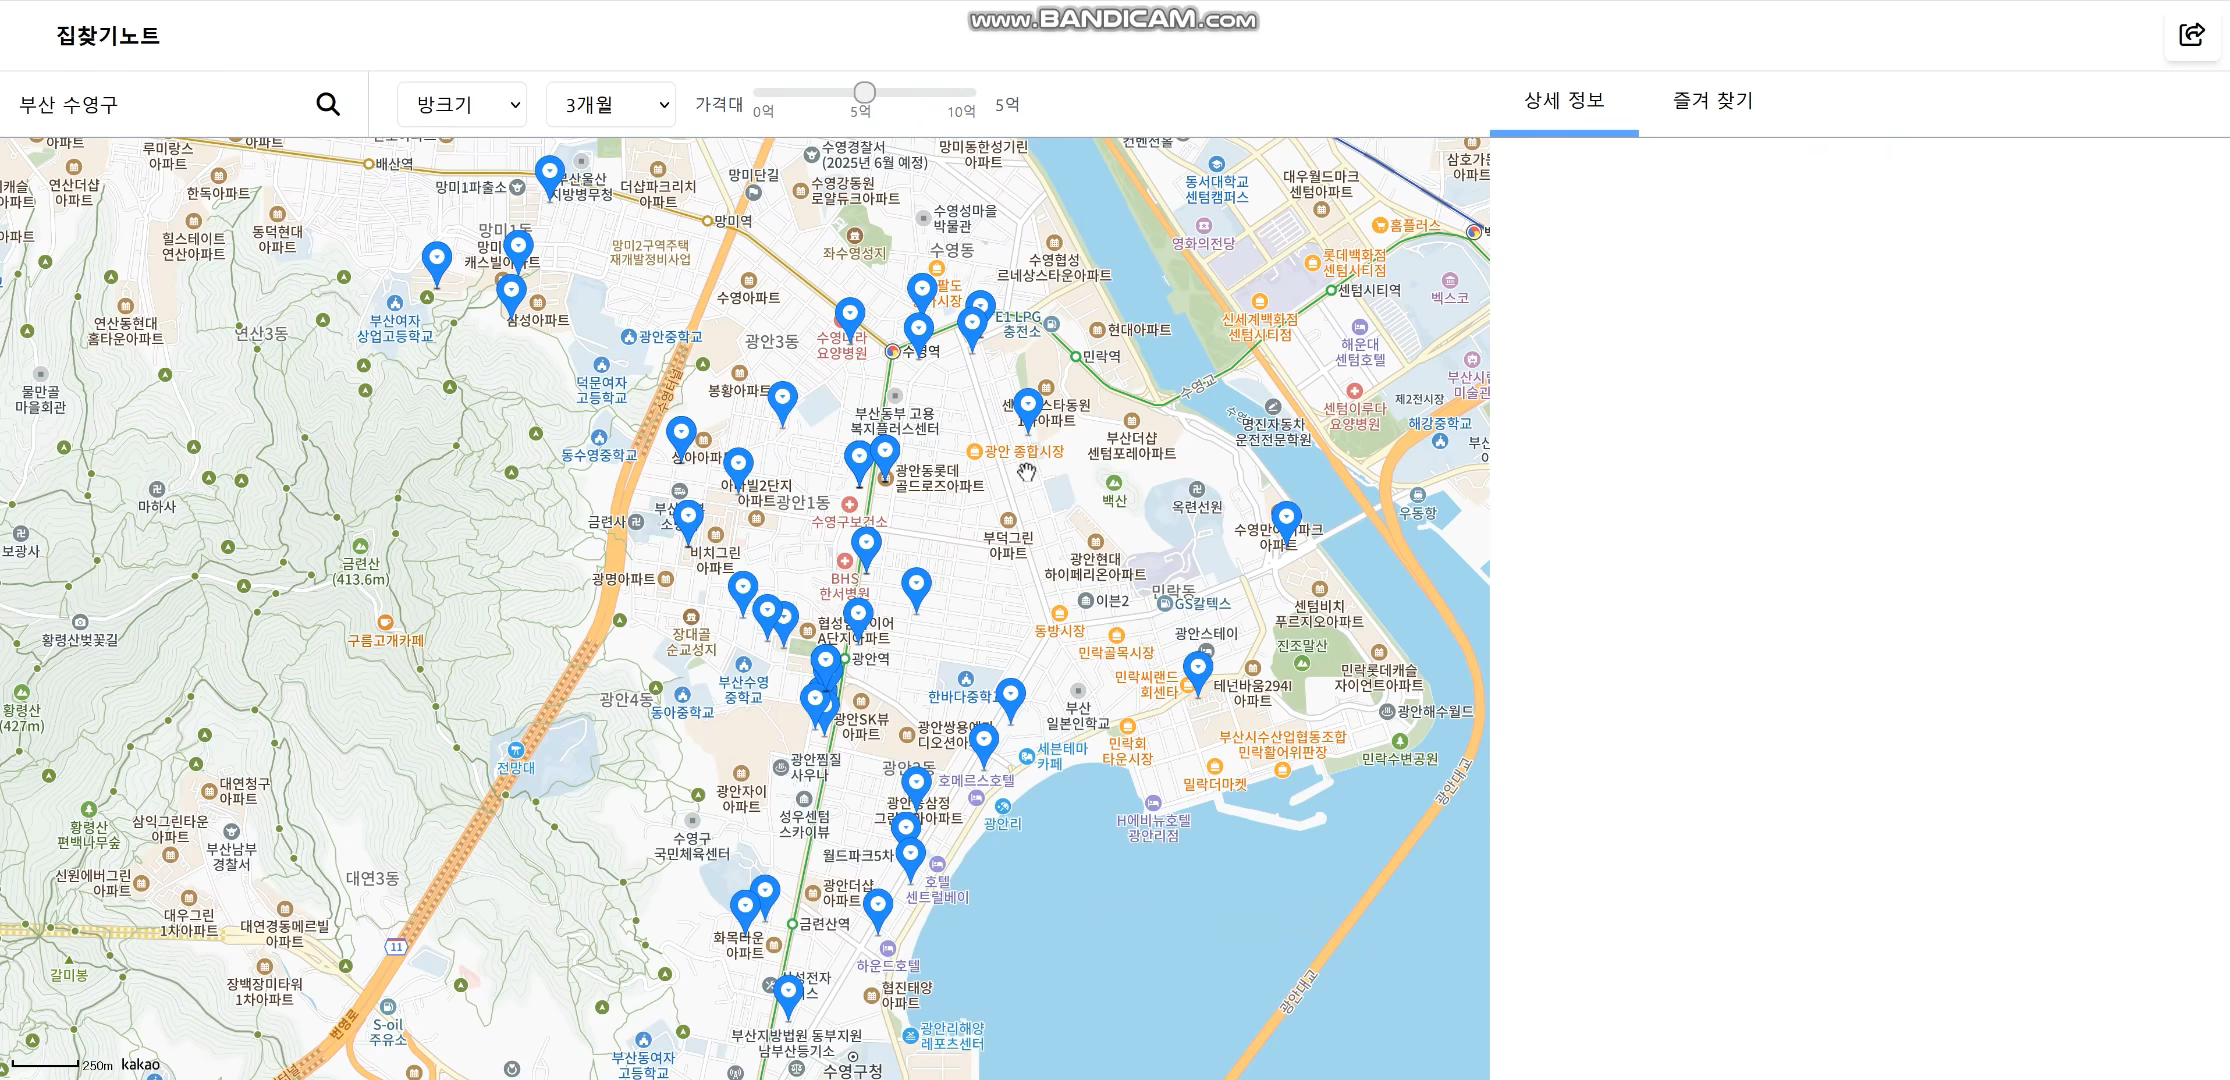 www.BANDICAM.com
집찾기노트
부산 수영구
방크기
3개월
가격대
0억
5억
10억
5억
상세 정보
즐겨 찾기
루미랑스
아파트
배산역
연산더샵
아파트
한독아파트
망미1파출소
지방병무청
더샵파크리치
아파트
망미단길
수영경찰서
(2025년 6월 예정)
수영강동원
로얄듀크아파트
망미동한성기린
아파트
동서대학교
센텀캠퍼스
대우월드마크
센텀아파트
힐스테이트
연산아파트
동덕현대
아파트
망미역
망미2구역주택
재개발정비사업
좌수영성지
수영성마을
박물관
수영동
홈플러스
영화의전당
롯데백화점
센텀시티점
수영협성
르네상스타운아파트
센텀시티역
벡스코
연산동현대
홈타운아파트
연산3동
부산여자
상업고등학교
삼성아파트
광안중학교
수영아파트
광안3동
요양병원
수영역
E1 LPG
충전소
현대아파트
민락역
신세계백화점
센텀시티점
해운대
센텀호텔
물만골
마을회관
덕문여자
고등학교
수영터널
봉황아파트
부산동부 고용
복지플러스센터
수영교
센텀이루다
요양병원
제2전시장
해강중학교
동수영중학교
광안 종합시장
부산더샵
센텀포레아파트
명진자동차
운전전문학원
마하사
광안동롯데
골드로즈아파트
광안1동
백산
옥련선원
우동항
금련사
수영구보건소
보광사
금련산
(413.6m)
비치그린
아파트
부덕그린
아파트
광안현대
하이페리온아파트
광명아파트
BHS
한서병원
민락동
이븐2
GS칼텍스
센텀비치
푸르지오아파트
황령산벚꽃길
구름고개카페
장대골
순교성지
A단지아파트
동방시장
민락골목시장
광안스테이
진조말산
광안역
부산수영
중학교
민락씨랜드
회센타
테넌바움294I
아파트
민락롯데캐슬
자이언트아파트
황령산
(427m)
광안4동
동아중학교
부산
일본인학교
광안해수월드
광안SK뷰
아파트
전망대
광안찜질
사우나
세븐테마
카페
민락회
타운시장
부산시수산업협동조합
민락활어위판장
민락수변공원
대연청구
아파트
광안자이
아파트
호메르스호텔
밀락더마켓
황령산
편백나무숲
삼익그린타운
아파트
부산남부
경찰서
수영구
국민체육센터
성우센텀
스카이뷰
광안리
H에비뉴호텔
광안리점
광안대교
신원에버그린
아파트
대연3동
월드파크5차
호텔
센트럴베이
대우그린
1차아파트
대연경동메르빌
아파트
광안더샵
아파트
금련산역
11
화목타운
아파트
하운드호텔
갈미봉
장백장미타워
1차아파트
협진태양
아파트
광안대교
S-oil
주유소
번영로
부산지방법원 동부지원
남부산등기소
광안리해양
레포츠센터
부산동여자
고등학교
수영구청
250m
kakao